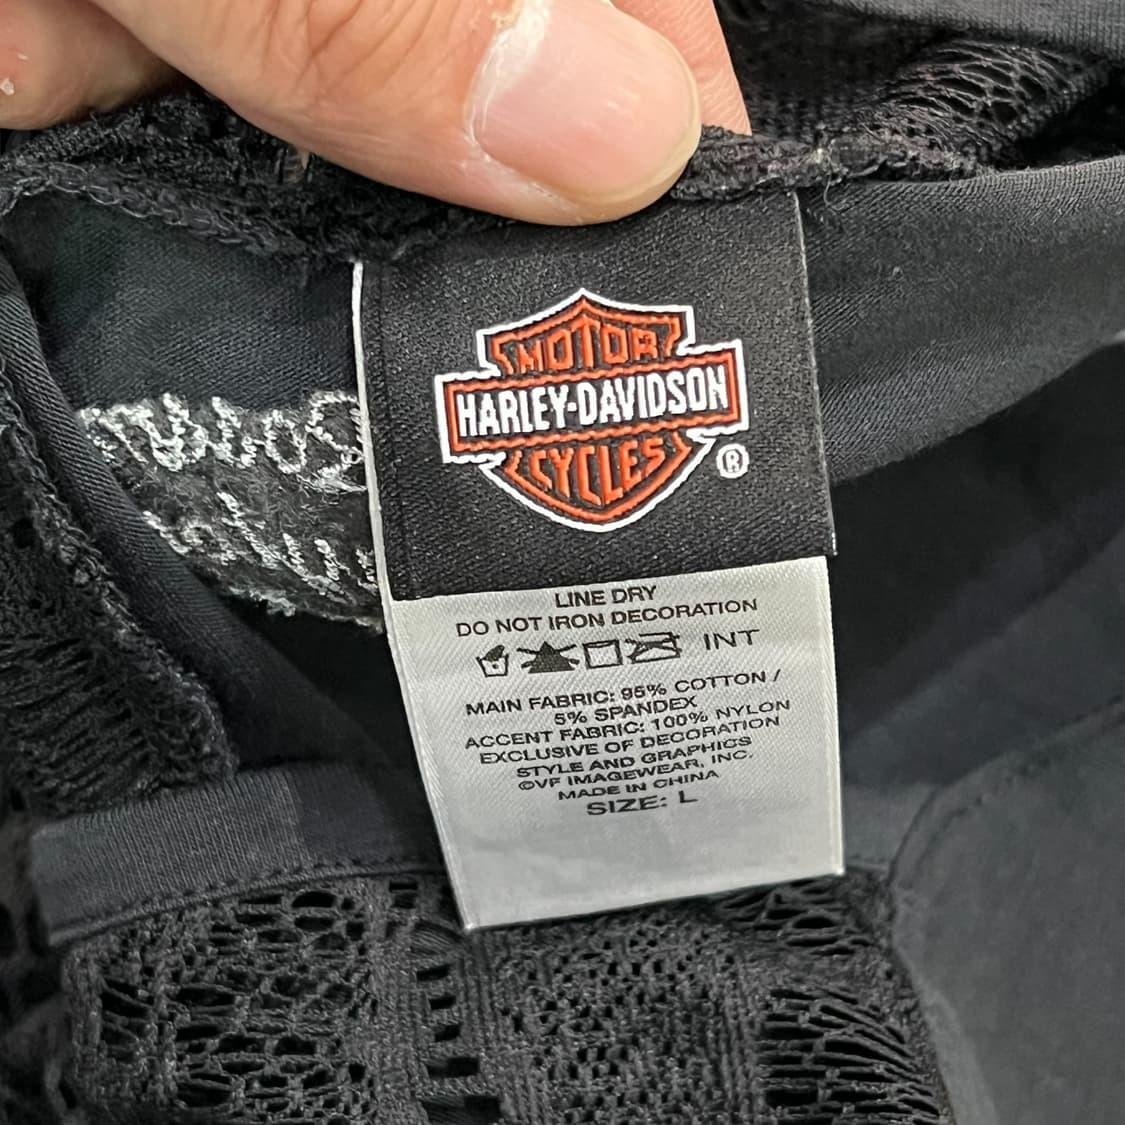 MOTOR
HARLEY-DAVIDSON
CYCLES
®
LINE DRY
DO NOT IRON DECORATION
INT
MAIN FABRIC: 95% COTTON /
5% SPANDEX
ACCENT FABRIC: 100% NYLON
EXCLUSIVE OF DECORATION
STYLE AND GRAPHICS
©VF IMAGEWEAR, INC.
MADE IN CHINA
SIZE: L